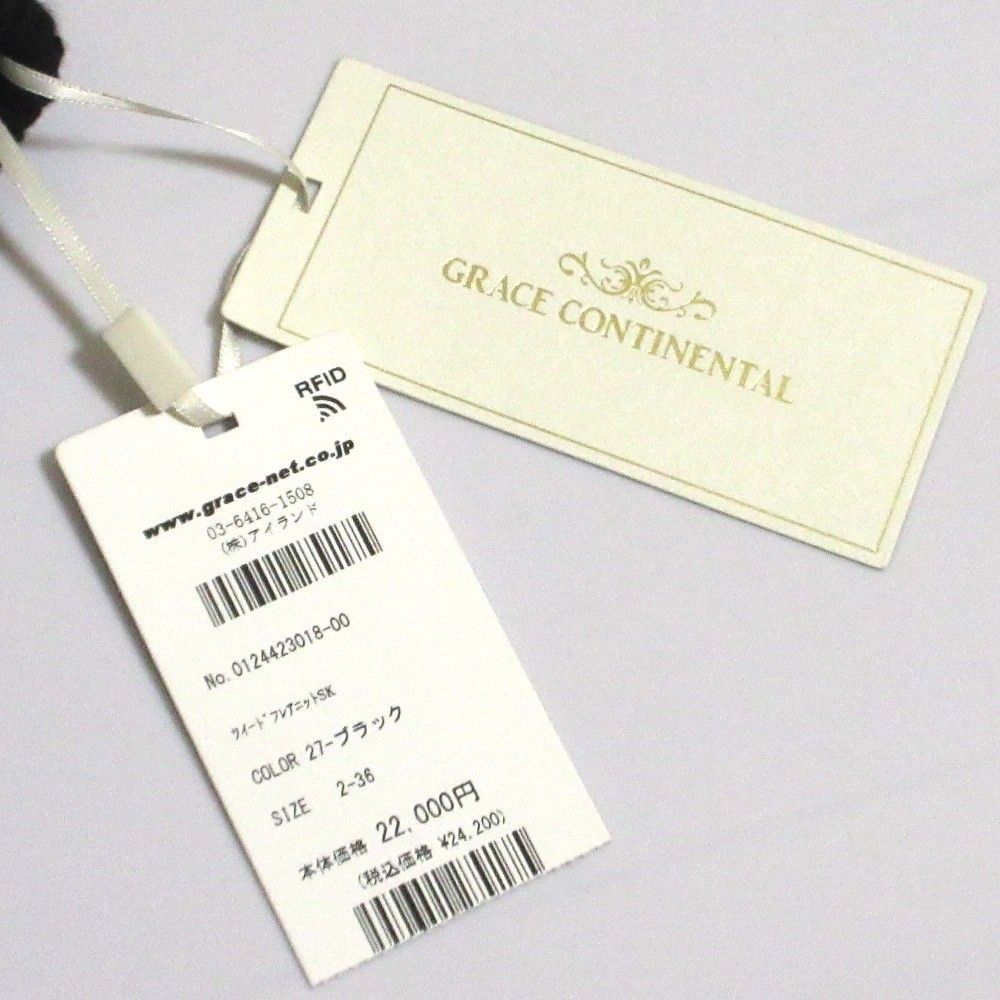 GRACE CONTINENTAL
RFID
www.grace-net.co.jp
03-6416-1508
(株)アイランド
No.0124423018-00
ﾂｲｰﾄﾞﾌﾚｱﾆｯﾄSK
COLOR 27-ブラック
SIZE 2-36
本体価格 22,000円
(税込価格 ¥24,200)